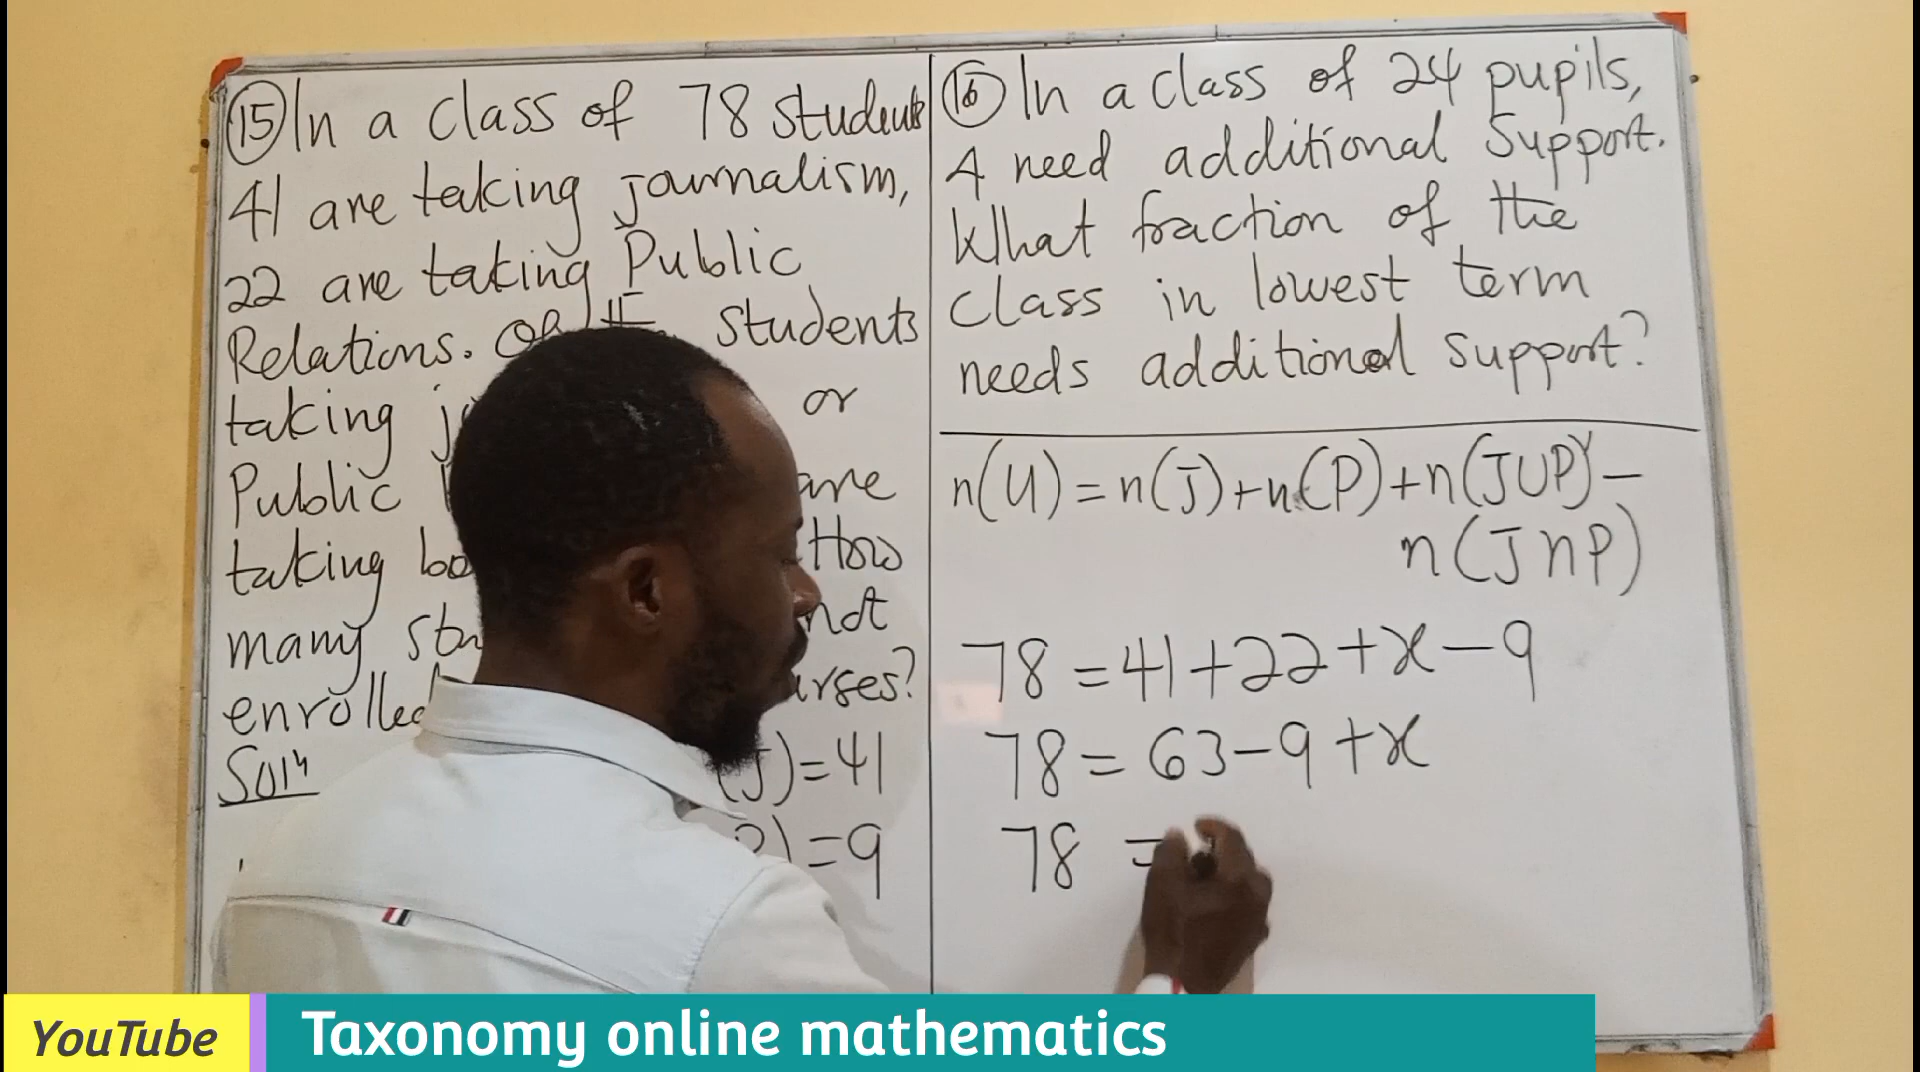 15 In a class of 78 students
41 are taking journalism,
22 are taking Public
Relations. Of students
taking or
Public are
taking How
many not
enrolled
Soln
(J)=41
)=9
16 In a class of 24 pupils,
4 need additional support.
What fraction of the
class in lowest term
needs additional support?
n(U)=n(J)+n(P)+n(JUP)'-
n(JnP)
78=41+22+x-9
78=63-9+x
78 =
YouTube
Taxonomy online mathematics